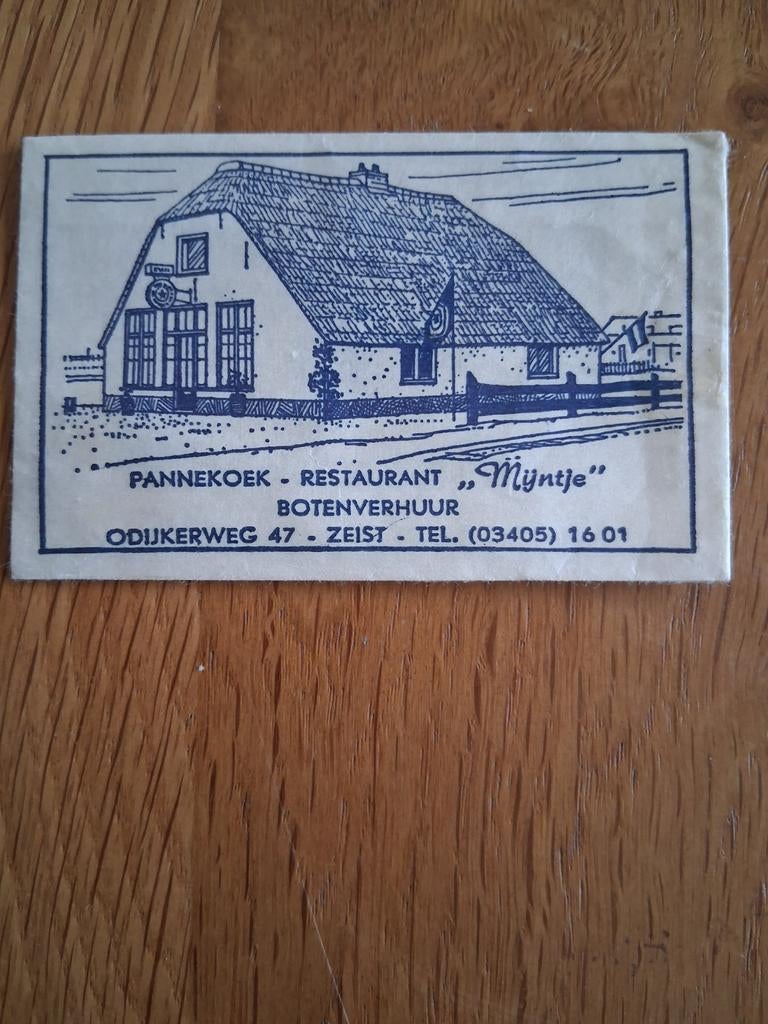 PANNEKOEK - RESTAURANT „Mijntje”
BOTENVERHUUR
ODIJKERWEG 47 - ZEIST - TEL. (03405) 16 01